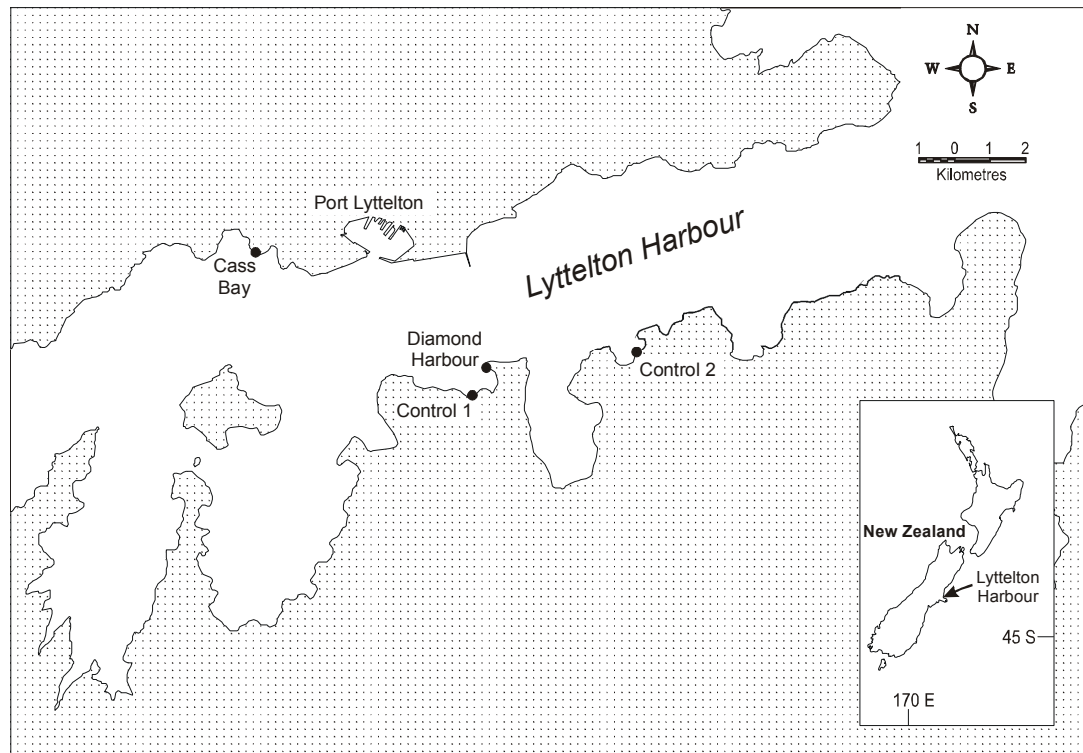 N
W E
S
1 0 1 2
Kilometres
Port Lyttelton
Lyttelton Harbour
Cass
Bay
Diamond
Harbour
Control 1
Control 2
New Zealand
Lyttelton
Harbour
45 S
170 E